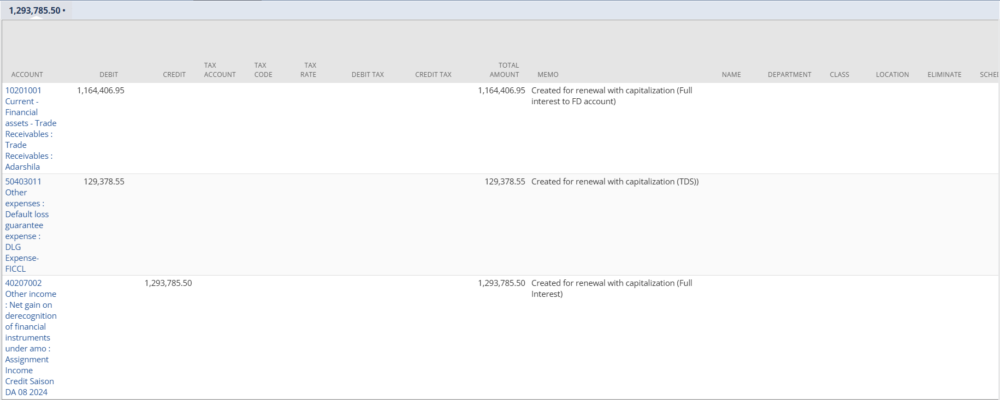 1,293,785.50 •
ACCOUNT DEBIT CREDIT TAX ACCOUNT TAX CODE TAX RATE DEBIT TAX CREDIT TAX TOTAL AMOUNT MEMO NAME DEPARTMENT CLASS LOCATION ELIMINATE SCHED
10201001 1,164,406.95 1,164,406.95 Created for renewal with capitalization (Full
Current - interest to FD account)
Financial
assets - Trade
Receivables :
Trade
Receivables :
Adarshila
50403011 129,378.55 129,378.55 Created for renewal with capitalization (TDS))
Other
expenses :
Default loss
guarantee
expense :
DLG
Expense-
FICCL
40207002 1,293,785.50 1,293,785.50 Created for renewal with capitalization (Full
Other income Interest)
: Net gain on
derecognition
of financial
instruments
under amo :
Assignment
Income
Credit Saison
DA 08 2024